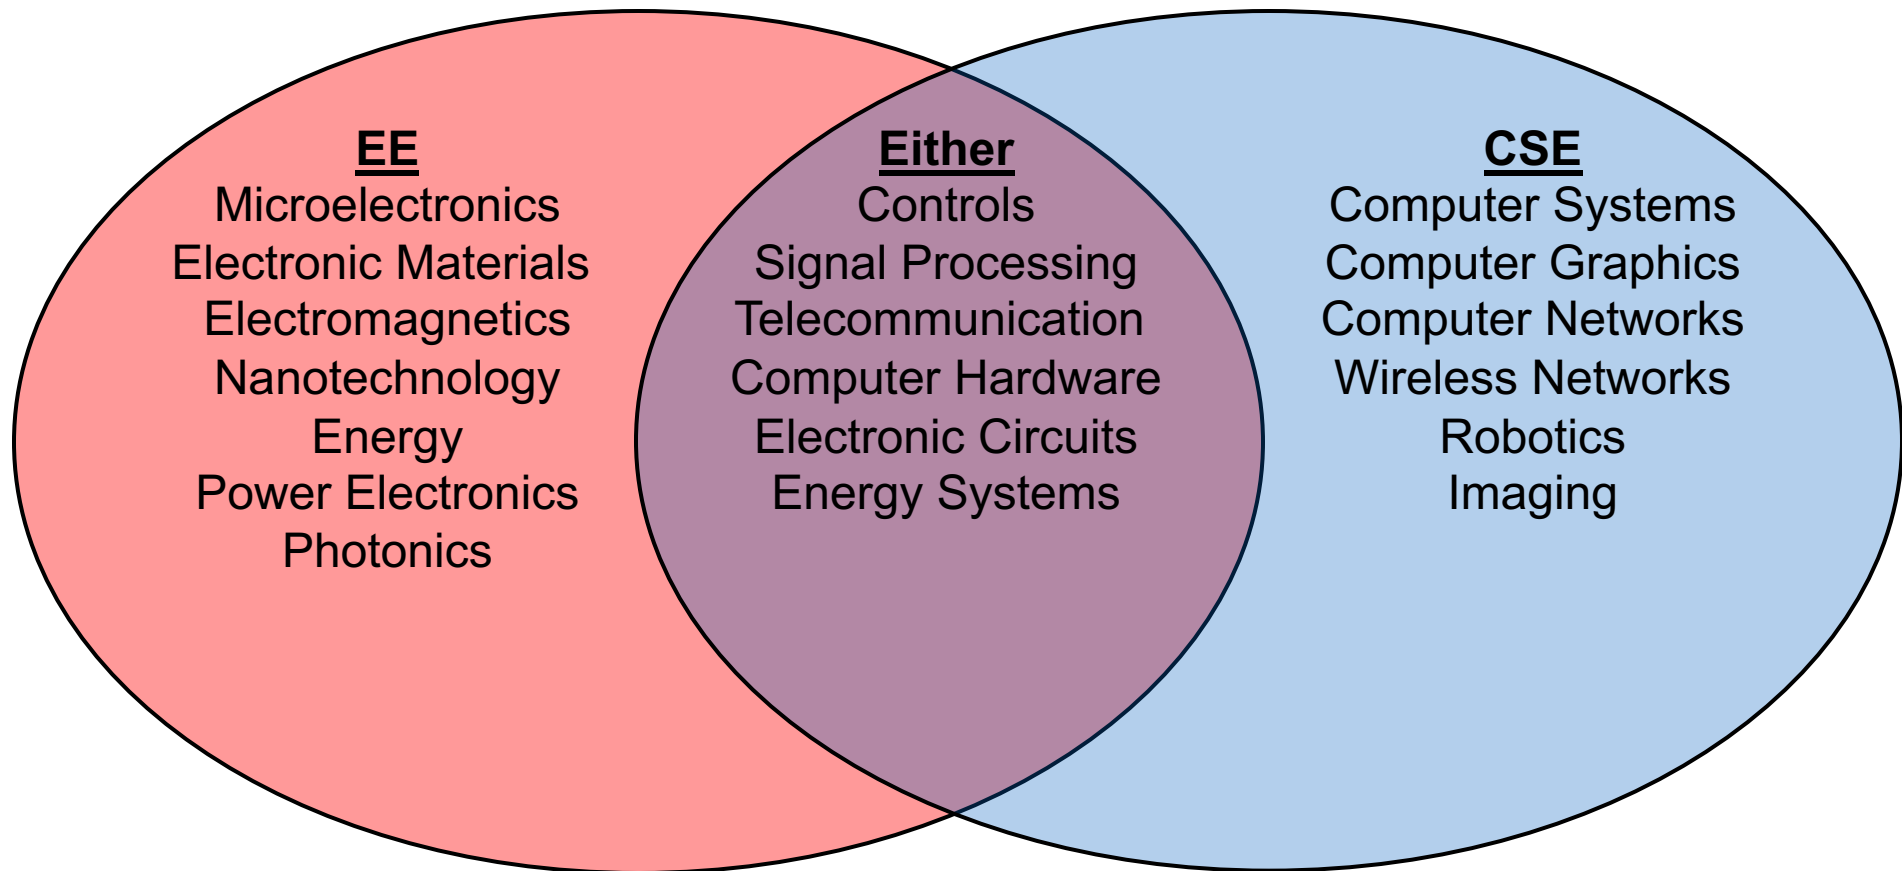 EE
Microelectronics
Electronic Materials
Electromagnetics
Nanotechnology
Energy
Power Electronics
Photonics
Either
Controls
Signal Processing
Telecommunication
Computer Hardware
Electronic Circuits
Energy Systems
CSE
Computer Systems
Computer Graphics
Computer Networks
Wireless Networks
Robotics
Imaging